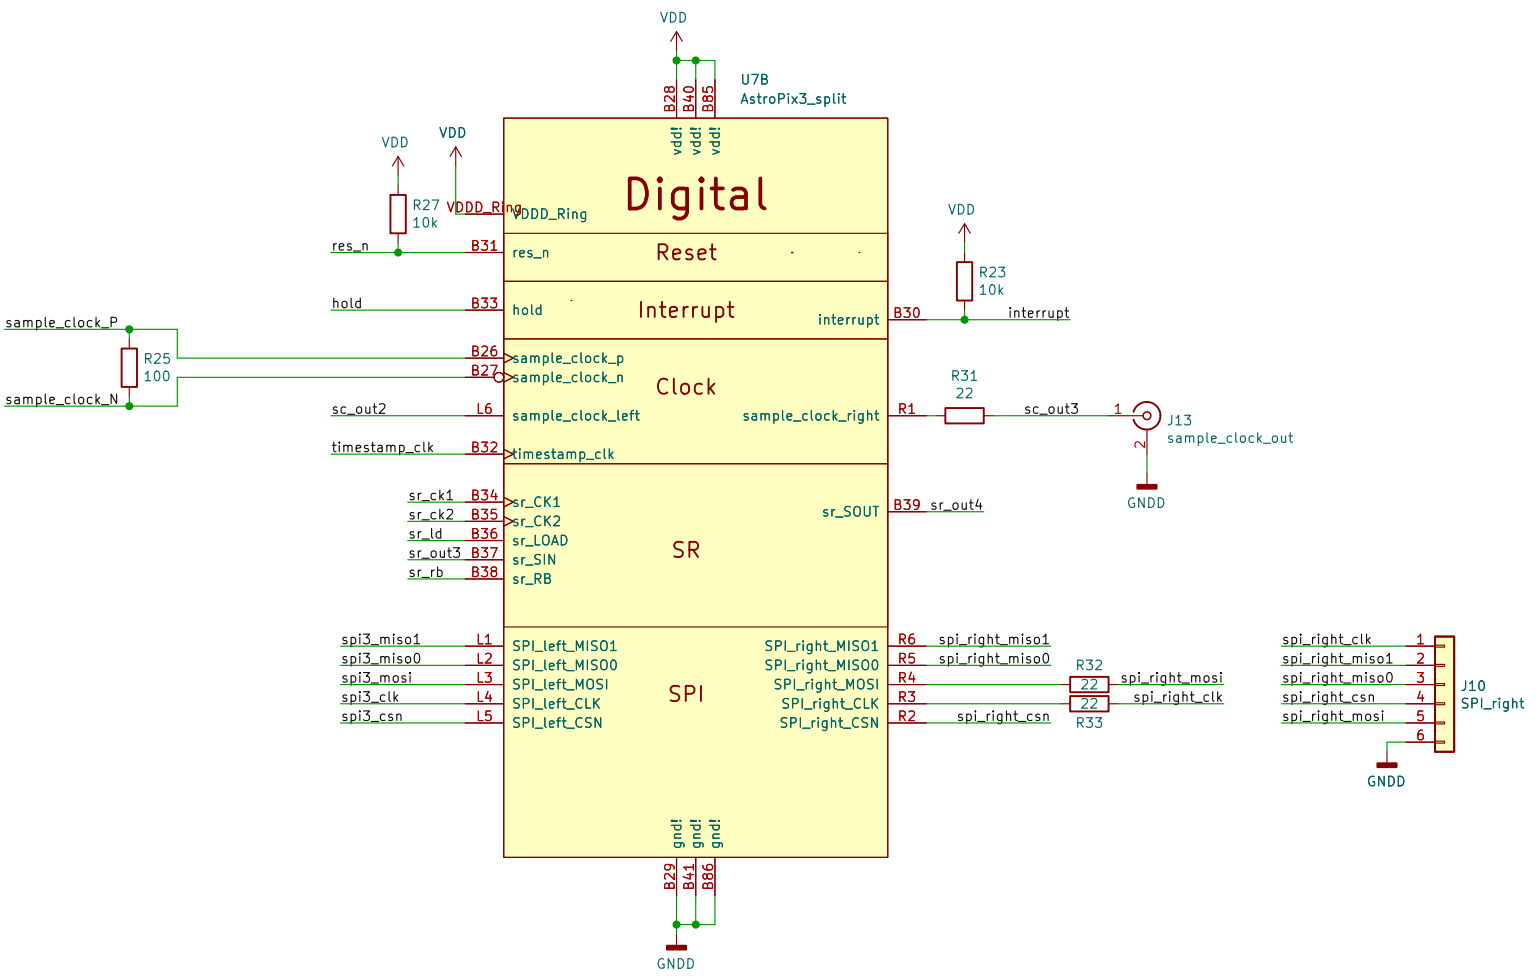 VDD
U7B
AstroPix3_split
B28
B40
B85
vdd!
vdd!
vdd!
VDD
VDD
Digital
R27
10k
VDDD_Ring
VDDD_Ring
VDD
res_n
B31
res_n
Reset
R23
10k
hold
B33
hold
Interrupt
interrupt
B30
interrupt
sample_clock_P
R25
100
sample_clock_N
B26
sample_clock_p
B27
sample_clock_n
Clock
R31
22
sc_out2
L6
sample_clock_left
sample_clock_right
R1
sc_out3
1
2
J13
sample_clock_out
GNDD
timestamp_clk
B32
timestamp_clk
sr_ck1
B34
sr_CK1
sr_ck2
B35
sr_CK2
sr_ld
B36
sr_LOAD
sr_out3
B37
sr_SIN
sr_rb
B38
sr_RB
SR
sr_SOUT
B39
sr_out4
spi3_miso1
L1
SPI_left_MISO1
spi3_miso0
L2
SPI_left_MISO0
spi3_mosi
L3
SPI_left_MOSI
spi3_clk
L4
SPI_left_CLK
spi3_csn
L5
SPI_left_CSN
SPI
SPI_right_MISO1
R6
spi_right_miso1
SPI_right_MISO0
R5
spi_right_miso0
SPI_right_MOSI
R4
R32
22
spi_right_mosi
SPI_right_CLK
R3
22
R33
spi_right_clk
SPI_right_CSN
R2
spi_right_csn
spi_right_clk
1
spi_right_miso1
2
spi_right_miso0
3
spi_right_csn
4
spi_right_mosi
5
6
J10
SPI_right
GNDD
gnd!
gnd!
gnd!
B29
B41
B86
GNDD